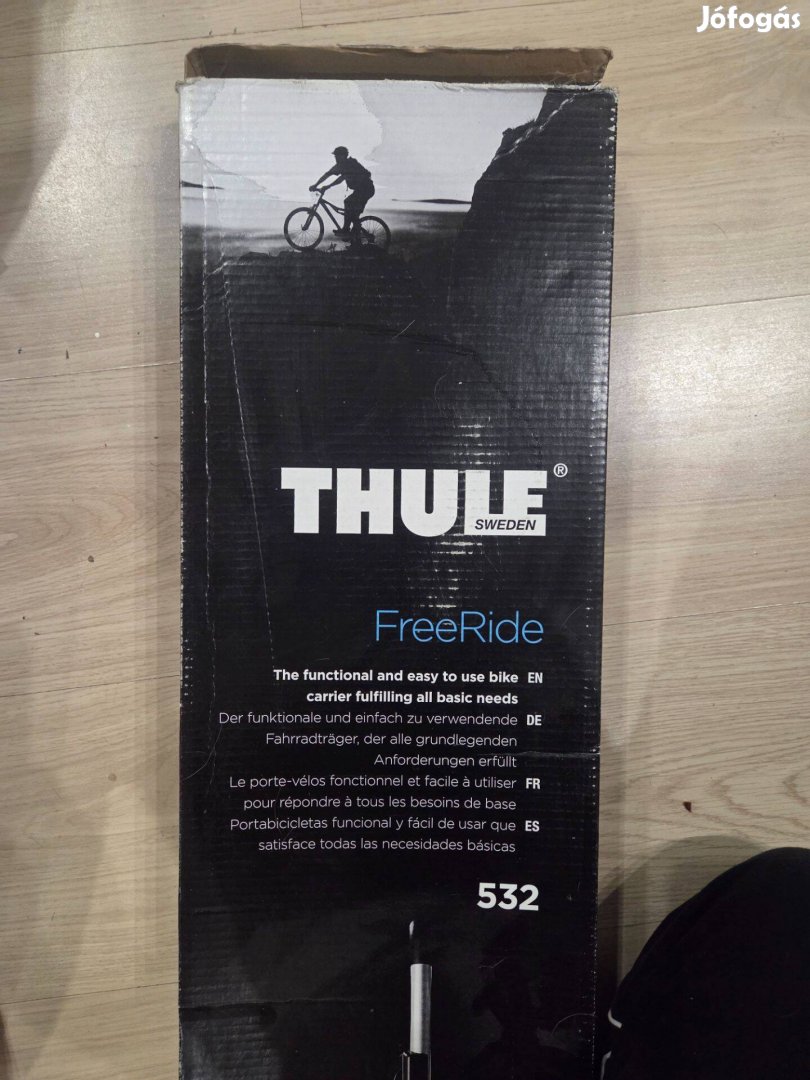 Jófogás
THULE®
SWEDEN
FreeRide
The functional and easy to use bike EN
carrier fulfilling all basic needs
Der funktionale und einfach zu verwendende DE
Fahrradträger, der alle grundlegenden
Anforderungen erfüllt
Le porte-vélos fonctionnel et facile à utiliser FR
pour répondre à tous les besoins de base
Portabicicletas funcional y fácil de usar que ES
satisface todas las necesidades básicas
532